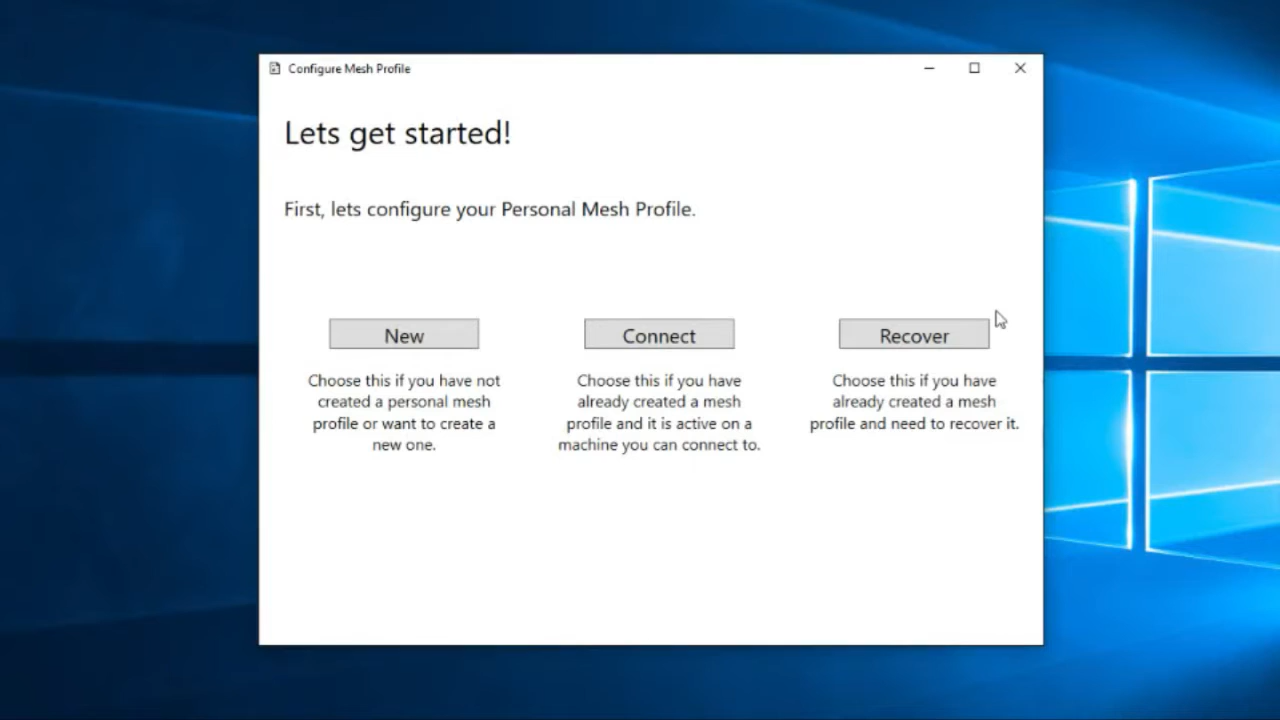 Configure Mesh Profile
Lets get started!
First, lets configure your Personal Mesh Profile.
New
Choose this if you have not
created a personal mesh
profile or want to create a
new one.
Connect
Choose this if you have
already created a mesh
profile and it is active on a
machine you can connect to.
Recover
Choose this if you have
already created a mesh
profile and need to recover it.